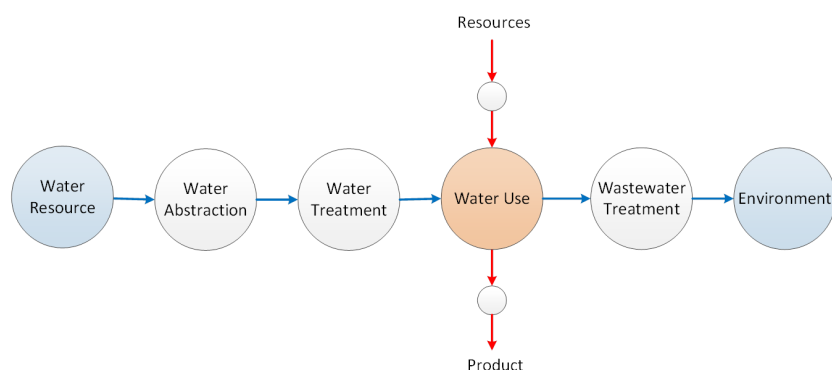 Resources
Water
Resource
Water
Abstraction
Water
Treatment
Water Use
Wastewater
Treatment
Environment
Product